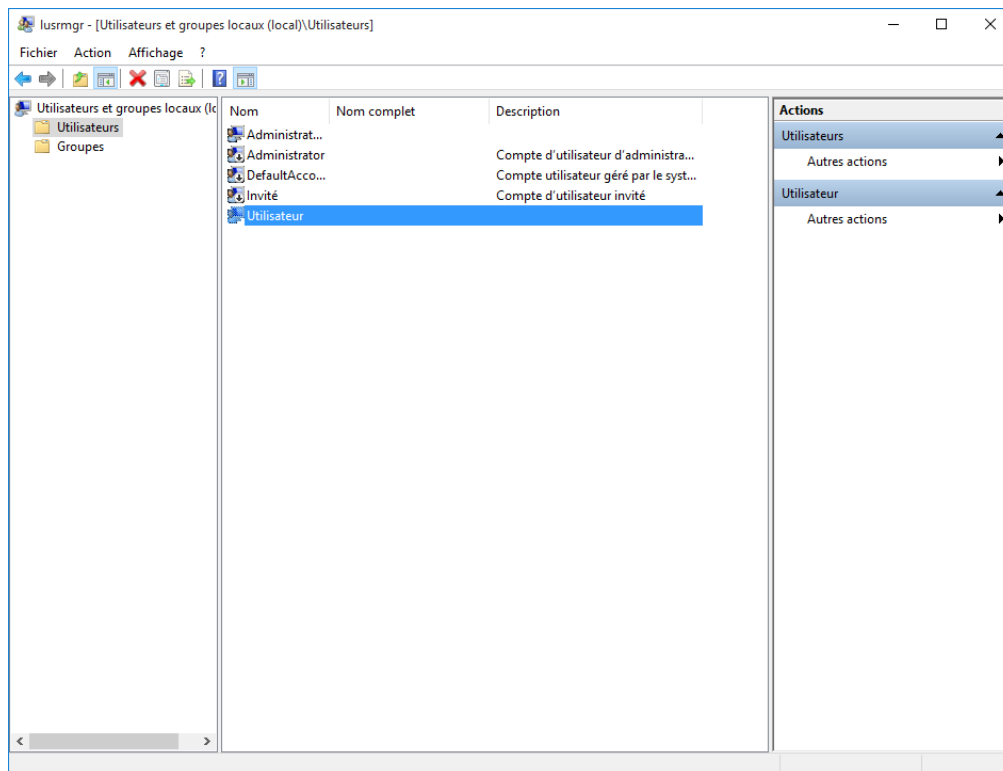 lusrmgr - [Utilisateurs et groupes locaux (local)\Utilisateurs]
Fichier Action Affichage ?
Utilisateurs et groupes locaux (lc
Utilisateurs
Groupes
Nom Nom complet Description
Administrat...
Administrator Compte d'utilisateur d'administra...
DefaultAcco... Compte utilisateur géré par le syst...
Invité Compte d'utilisateur invité
Utilisateur
Actions
Utilisateurs
Autres actions
Utilisateur
Autres actions